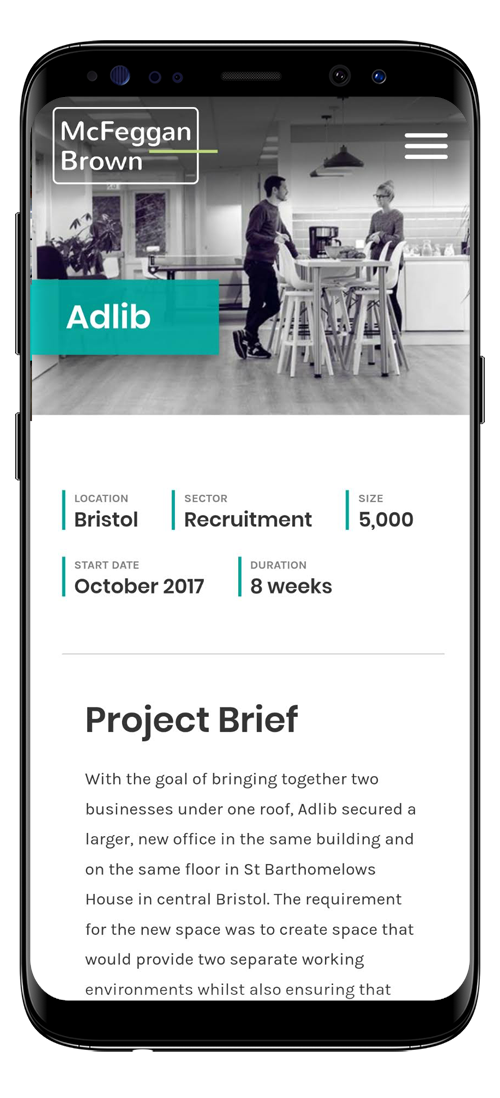 McFeggan
Brown
Adlib
LOCATION
Bristol
SECTOR
Recruitment
SIZE
5,000
START DATE
October 2017
DURATION
8 weeks
Project Brief
With the goal of bringing together two
businesses under one roof, Adlib secured a
larger, new office in the same building and
on the same floor in St Barthomelows
House in central Bristol. The requirement
for the new space was to create space that
would provide two separate working
environments whilst also ensuring that